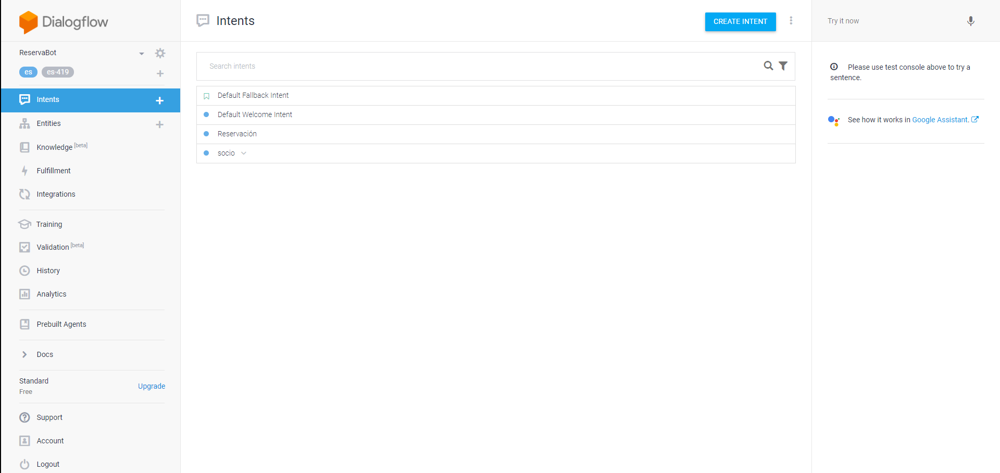 Dialogflow
ReservaBot
es es-419
Intents
Entities
Knowledge [beta]
Fulfillment
Integrations
Training
Validation [beta]
History
Analytics
Prebuilt Agents
Docs
Standard
Free
Upgrade
Support
Account
Logout
Intents
CREATE INTENT
Search intents
Default Fallback Intent
Default Welcome Intent
Reservación
socio
Try it now
Please use test console above to try a
sentence.
See how it works in Google Assistant.